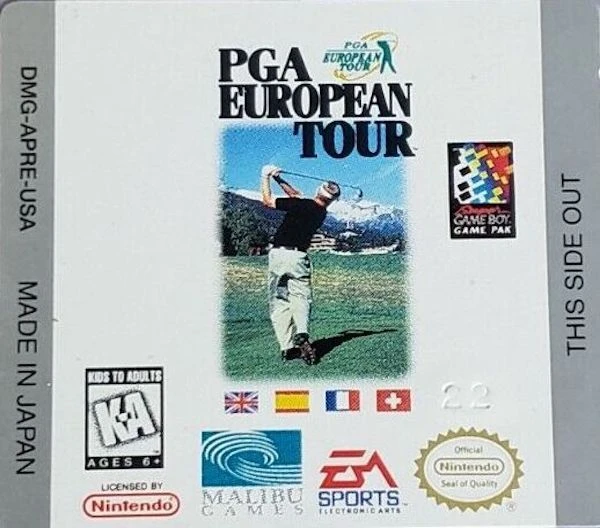 DMG-APRE-USA MADE IN JAPAN
PGA
EUROPEAN
TOUR
PGA
EUROPEAN
TOUR
Super
GAME BOY
GAME PAK
THIS SIDE OUT
KIDS TO ADULTS
K-A
AGES 6+
LICENSED BY
Nintendo
22
MALIBU
GAMES
EA
SPORTS
ELECTRONIC ARTS
Official
Nintendo
Seal of Quality